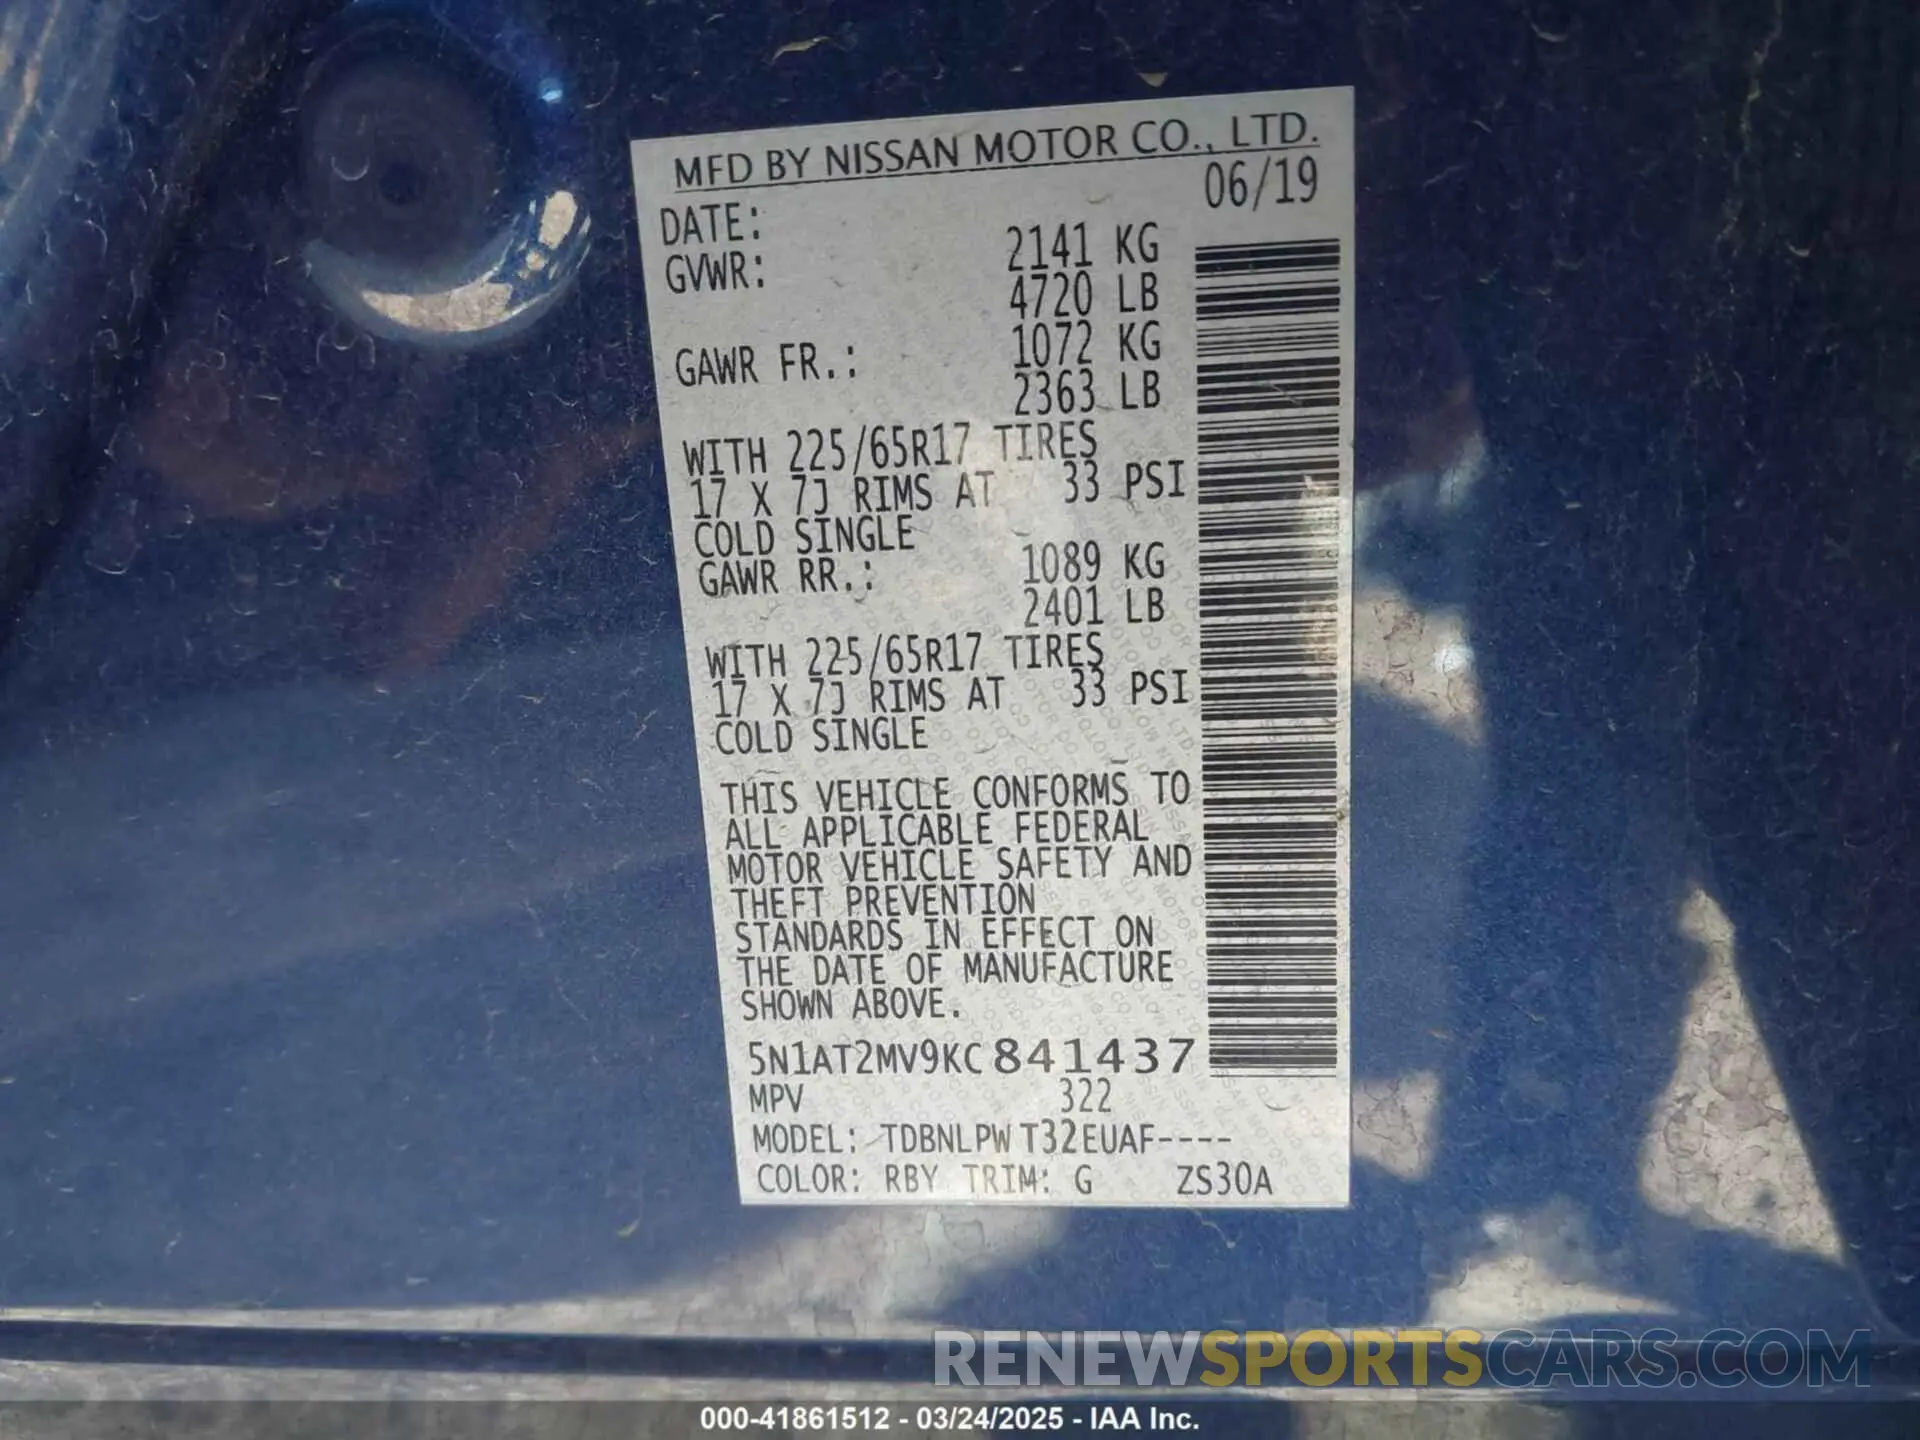 MFD BY NISSAN MOTOR CO., LTD.
DATE: 06/19
GVWR: 2141 KG
4720 LB
GAWR FR.: 1072 KG
2363 LB
WITH 225/65R17 TIRES
17 X 7J RIMS AT 33 PSI
COLD SINGLE
GAWR RR.: 1089 KG
2401 LB
WITH 225/65R17 TIRES
17 X 7J RIMS AT 33 PSI
COLD SINGLE
THIS VEHICLE CONFORMS TO
ALL APPLICABLE FEDERAL
MOTOR VEHICLE SAFETY AND
THEFT PREVENTION
STANDARDS IN EFFECT ON
THE DATE OF MANUFACTURE
SHOWN ABOVE.
5N1AT2MV9KC841437
MPV 322
MODEL: TDBNLPW T32EUAF----
COLOR: RBY TRIM: G ZS30A
RENEWSPORTSCARS.COM
000-41861512 - 03/24/2025 - IAA Inc.